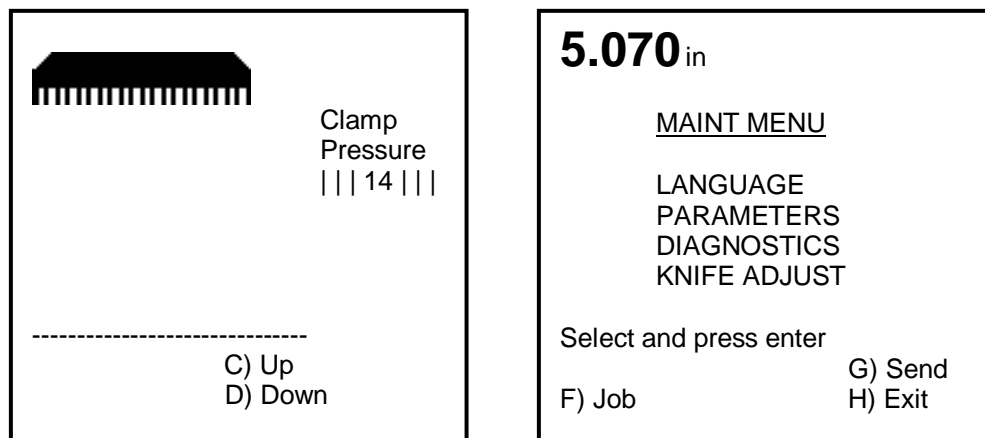 Clamp
Pressure
| | | 14 | | |
------------------------------
C) Up
D) Down
5.070 in
MAINT MENU
LANGUAGE
PARAMETERS
DIAGNOSTICS
KNIFE ADJUST
Select and press enter
G) Send
F) Job
H) Exit